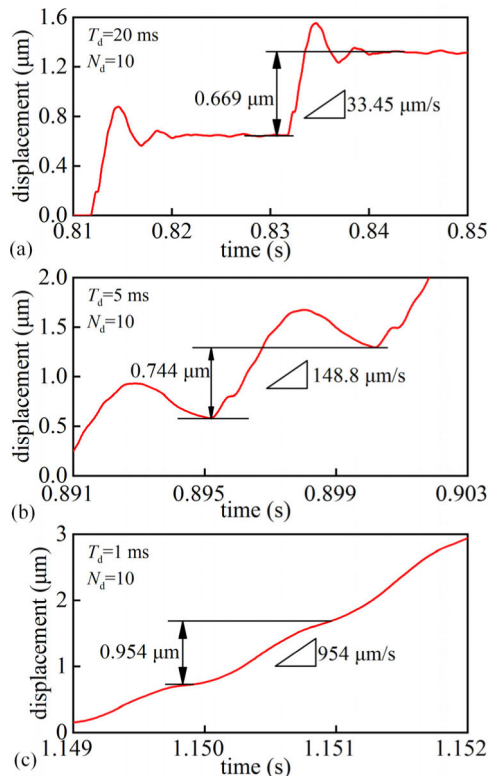 1.6
T_d=20 ms
N_d=10
1.2
0.669 μm
33.45 μm/s
0.8
0.4
0.0
displacement (μm)
0.81 0.82 0.83 0.84 0.85
(a) time (s)
2.0
T_d=5 ms
N_d=10
1.5
0.744 μm
148.8 μm/s
1.0
0.5
0.0
displacement (μm)
0.891 0.895 0.899 0.903
(b) time (s)
3
T_d=1 ms
N_d=10
2
0.954 μm
954 μm/s
1
0
displacement (μm)
1.149 1.150 1.151 1.152
(c) time (s)